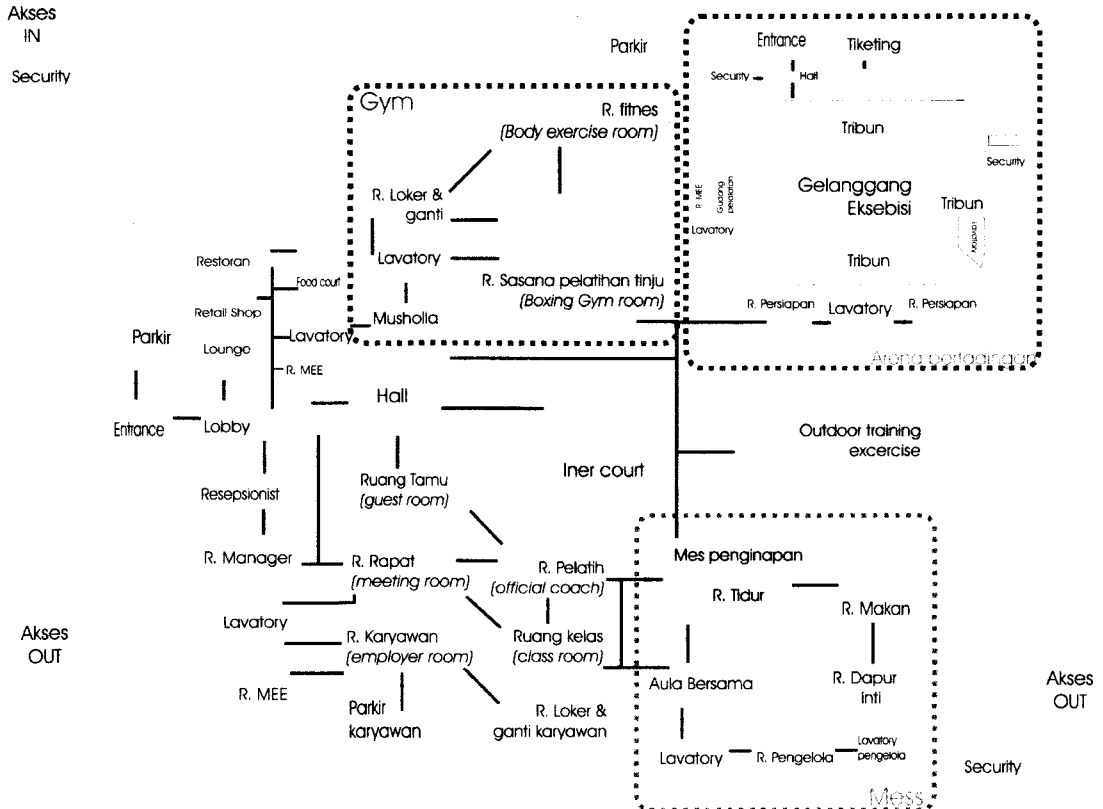 Akses
IN
Security
Parkir
Entrance
Tiketing
Security
Hall
Gym
R. fitnes
(Body exercise room)
Tribun
Security
R. Loker &
ganti
Gelanggang
Eksebisi
R. MEE
Gudang
peralatan
Tribun
Lavatory
Lavatory
Lavatory
Tribun
Restoran
Food court
R. Sasana pelatihan tinju
(Boxing Gym room)
R. Persiapan
Lavatory
R. Persiapan
Retail Shop
Musholla
Parkir
Lavatory
Lounge
R. MEE
Arena pertadingan
Hall
Entrance
Lobby
Outdoor training
excercise
Iner court
Ruang Tamu
(guest room)
Resepsionist
R. Manager
R. Rapat
(meeting room)
R. Pelatih
(official coach)
Mes penginapan
R. Tidur
R. Makan
Lavatory
Akses
OUT
R. Karyawan
(employer room)
Ruang kelas
(class room)
Aula Bersama
R. Dapur
inti
Akses
OUT
R. MEE
Parkir
karyawan
R. Loker &
ganti karyawan
Lavatory
R. Pengelola
Lavatory
pengelola
Security
Mess